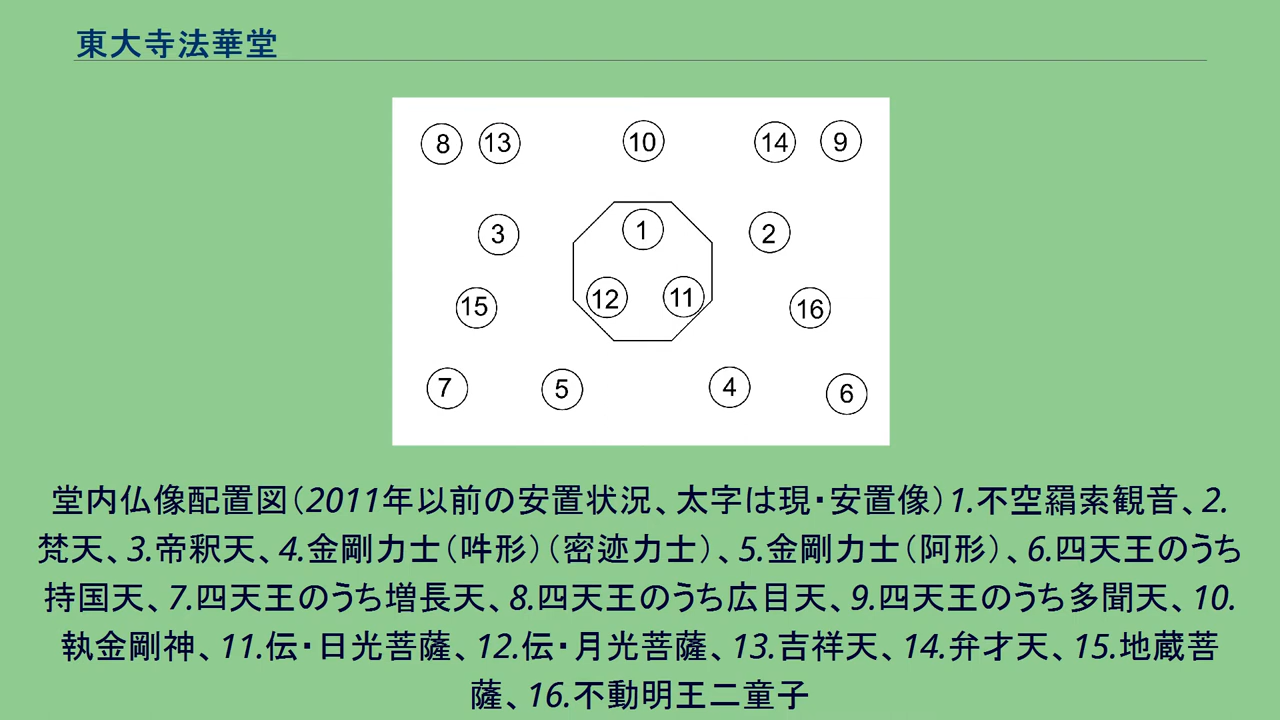 東大寺法華堂
8 13 10 14 9
3 1 2
12 11
15 16
7 5 4 6
堂内仏像配置図（2011年以前の安置状況、太字は現・安置像）1.不空羂索観音、2.
梵天、3.帝釈天、4.金剛力士（吽形）（密迹力士）、5.金剛力士（阿形）、6.四天王のうち
持国天、7.四天王のうち増長天、8.四天王のうち広目天、9.四天王のうち多聞天、10.
執金剛神、11.伝・日光菩薩、12.伝・月光菩薩、13.吉祥天、14.弁才天、15.地蔵菩
薩、16.不動明王二童子